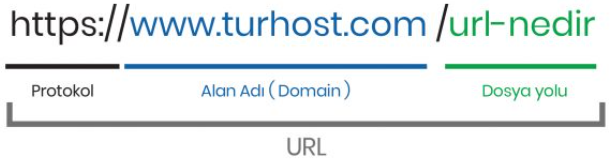 https://www.turhost.com /url-nedir
Protokol Alan Adı ( Domain ) Dosya yolu
URL